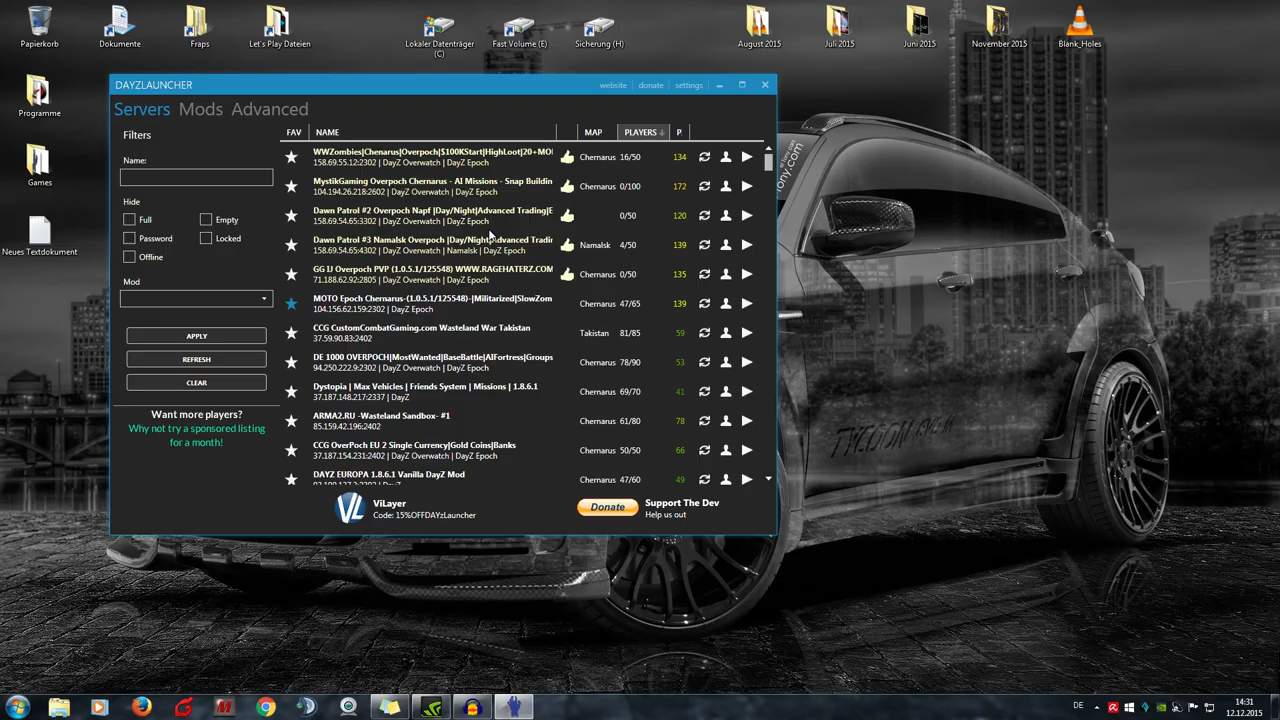 Papierkorb
Dokumente
Fraps
Let's Play Dateien
Lokaler Datenträger
(C)
Fast Volume (E)
Sicherung (H)
August 2015
Juli 2015
Juni 2015
November 2015
Blank_Holes
Programme
Games
Neues Textdokument
DAYZLAUNCHER
website
donate
settings
Servers Mods Advanced
Filters
Name:
Hide
Full
Empty
Password
Locked
Offline
Mod
APPLY
REFRESH
CLEAR
Want more players?
Why not try a sponsored listing
for a month!
FAV NAME MAP PLAYERS P.
WWZombies|Chenarus|Overpoch|$100KStart|HighLoot|20+MO
158.69.55.12:2302 | DayZ Overwatch | DayZ Epoch
Chernarus 16/50 134
MystikGaming Overpoch Chernarus - AI Missions - Snap Buildin
104.194.26.218:2602 | DayZ Overwatch | DayZ Epoch
Chernarus 0/100 172
Dawn Patrol #2 Overpoch Napf |Day/Night|Advanced Trading|E
158.69.54.65:3302 | DayZ Overwatch | DayZ Epoch
0/50 120
Dawn Patrol #3 Namalsk Overpoch |Day/Night|Advanced Tradin
158.69.54.65:4302 | DayZ Overwatch | Namalsk | DayZ Epoch
Namalsk 4/50 139
GG 1J Overpoch PVP (1.0.5.1/125548) WWW.RAGEHATERZ.COM
71.188.62.92:2805 | DayZ Overwatch | DayZ Epoch
Chernarus 0/50 135
MOTO Epoch Chernarus-(1.0.5.1/125548)-|Militarized|SlowZom
104.156.62.159:2302 | DayZ Epoch
Chernarus 47/65 139
CCG CustomCombatGaming.com Wasteland War Takistan
37.59.90.83:2402
Takistan 81/85 59
DE 1000 OVERPOCH|MostWanted|BaseBattle|AIFortress|Groups
94.250.222.9:2302 | DayZ Overwatch | DayZ Epoch
Chernarus 78/90 53
Dystopia | Max Vehicles | Friends System | Missions | 1.8.6.1
37.187.148.217:2337 | DayZ
Chernarus 69/70 41
ARMA2.RU -Wasteland Sandbox- #1
85.159.42.196:2402
Chernarus 61/80 78
CCG OverPoch EU 2 Single Currency|Gold Coins|Banks
37.187.154.231:2402 | DayZ Overwatch | DayZ Epoch
Chernarus 50/50 66
DAYZ EUROPA 1.8.6.1 Vanilla DayZ Mod
Chernarus 47/60 49
ViLayer
Code: 15%OFFDAYzLauncher
Donate
Support The Dev
Help us out
DE
14:31
12.12.2015